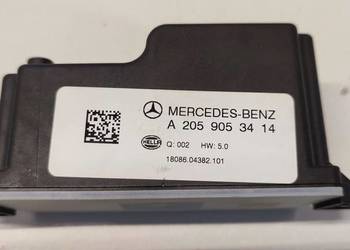 MERCEDES-BENZ
A 205 905 34 14
HELLA
Q: 002 HW: 5.0
18086.04382.101